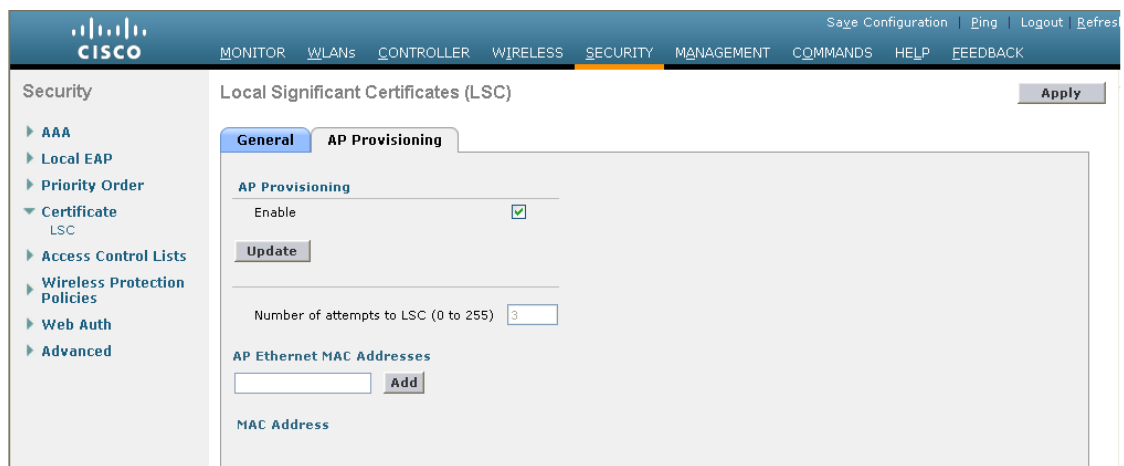 Save Configuration | Ping | Logout | Refres
CISCO
MONITOR WLANs CONTROLLER WIRELESS SECURITY MANAGEMENT COMMANDS HELP FEEDBACK
Security
AAA
Local EAP
Priority Order
Certificate
LSC
Access Control Lists
Wireless Protection
Policies
Web Auth
Advanced
Local Significant Certificates (LSC)
Apply
General
AP Provisioning
AP Provisioning
Enable
Update
Number of attempts to LSC (0 to 255) 3
AP Ethernet MAC Addresses
Add
MAC Address